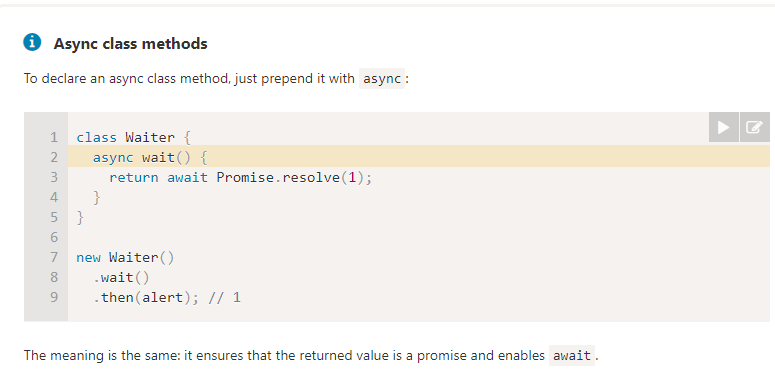 Async class methods
To declare an async class method, just prepend it with async:
1 class Waiter {
2   async wait() {
3     return await Promise.resolve(1);
4   }
5 }
6
7 new Waiter()
8   .wait()
9   .then(alert); // 1
The meaning is the same: it ensures that the returned value is a promise and enables await.